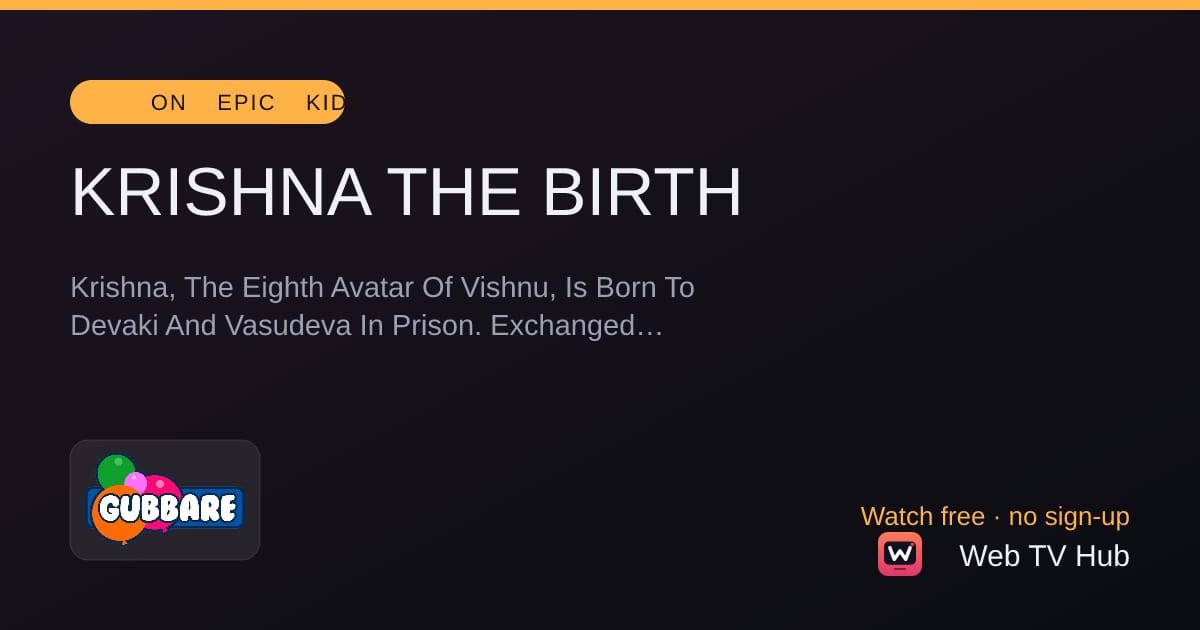 ON EPIC KID
KRISHNA THE BIRTH
Krishna, The Eighth Avatar Of Vishnu, Is Born To
Devaki And Vasudeva In Prison. Exchanged…
GUBBARE
Watch free · no sign-up
W
Web TV Hub